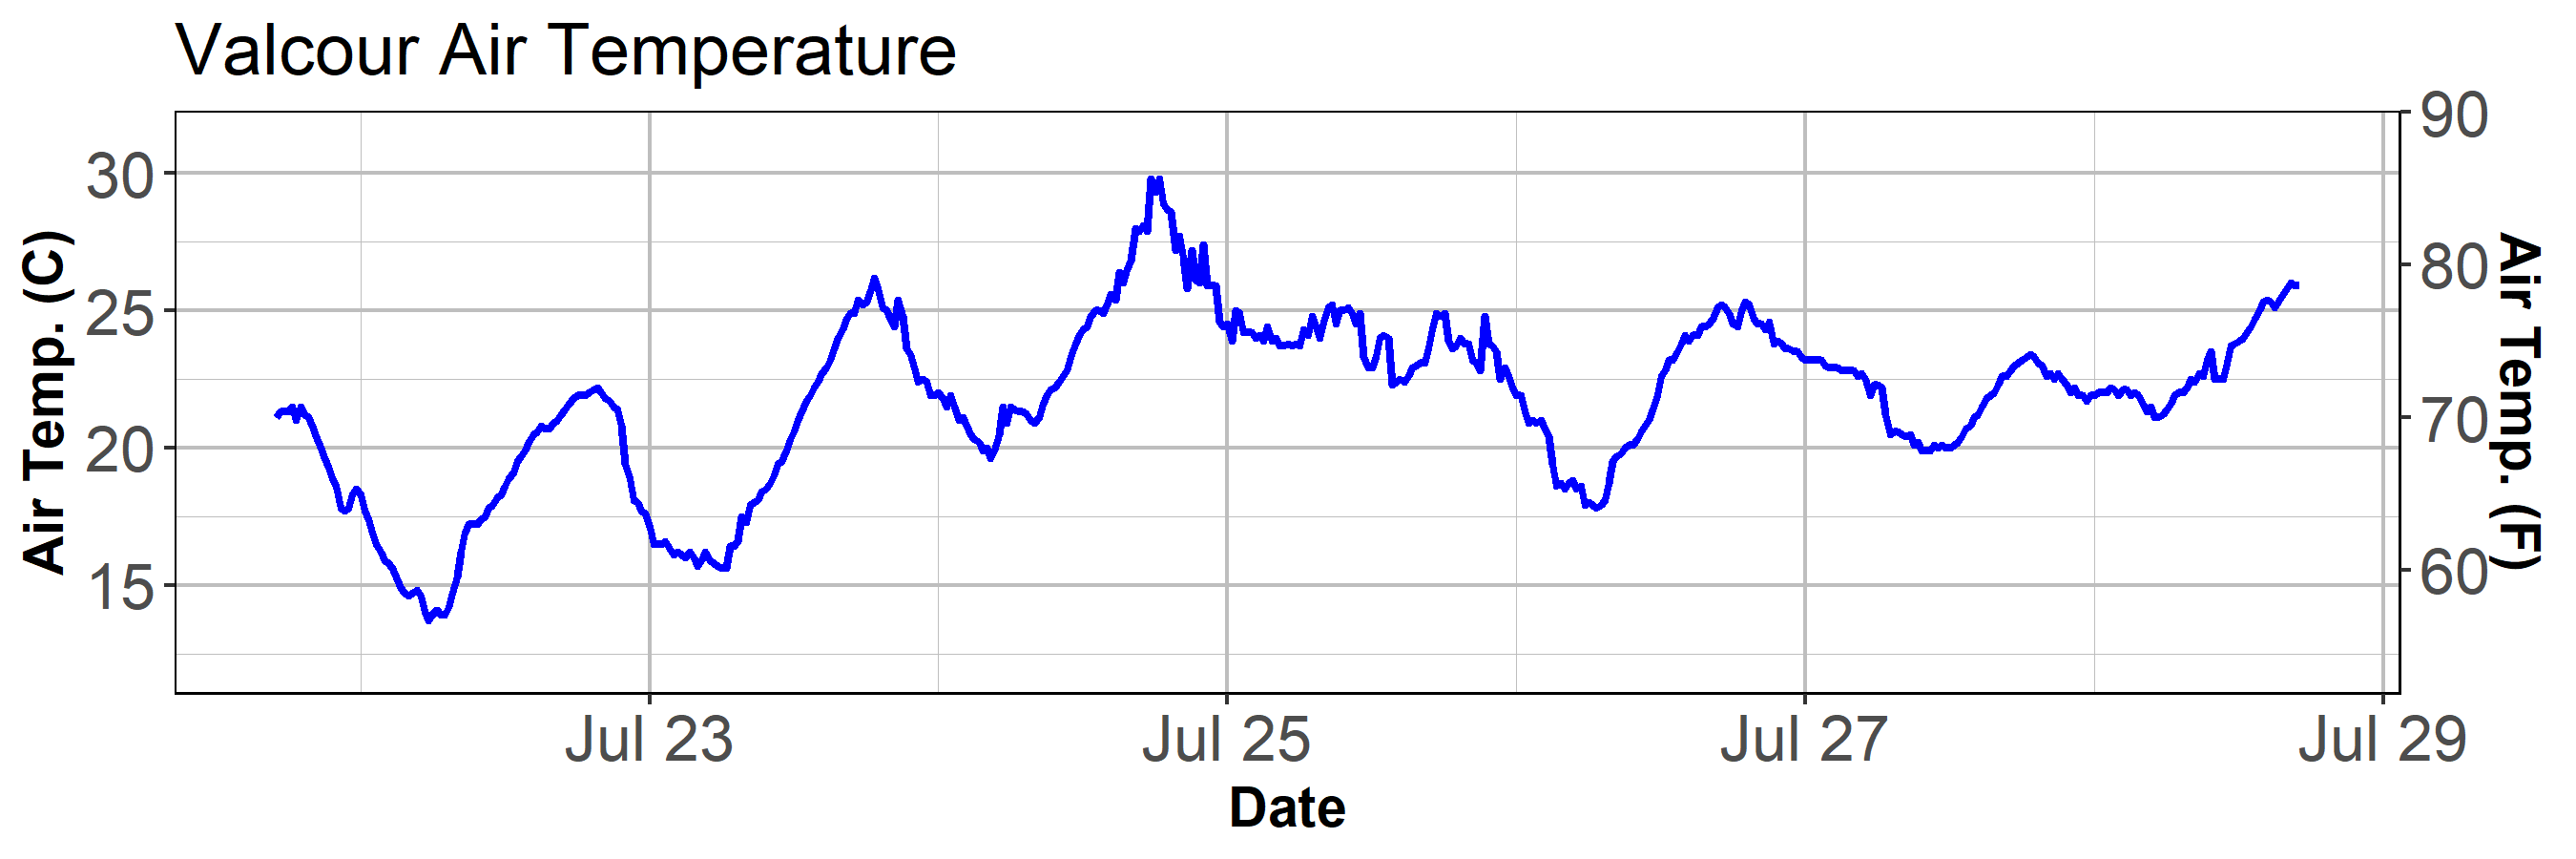 Valcour Air Temperature
Air Temp. (C)
30
25
20
15
90
80
70
60
Air Temp. (F)
Jul 23
Jul 25
Jul 27
Jul 29
Date